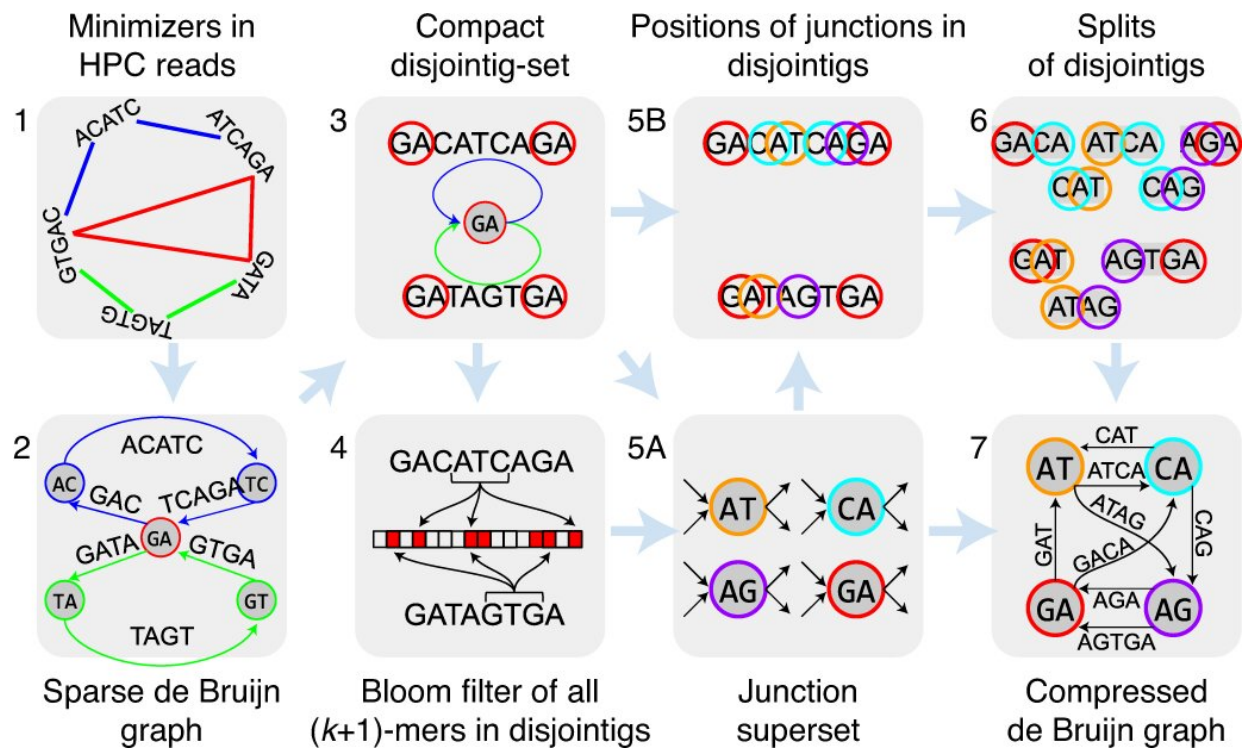 Minimizers in
HPC reads
Compact
disjointig-set
Positions of junctions in
disjointigs
Splits
of disjointigs
1
ACATC
ATCAGA
GTGAC
GATA
TAGTG
3
GACATCAGA
GA
GATAGTGA
5B
GACATCAGA
GATAGTGA
6
GACA
ATCA
AGA
CAT
CAG
GAT
AGTGA
ATAG
2
ACATC
AC
TC
GAC
TCAGA
GA
GATA
GTGA
TA
GT
TAGT
4
GACATCAGA
GATAGTGA
5A
AT
CA
AG
GA
7
CAT
AT
ATCA
CA
ATAG
GAT
GACA
CAG
GA
AGA
AG
AGTGA
Sparse de Bruijn
graph
Bloom filter of all
(k+1)-mers in disjointigs
Junction
superset
Compressed
de Bruijn graph